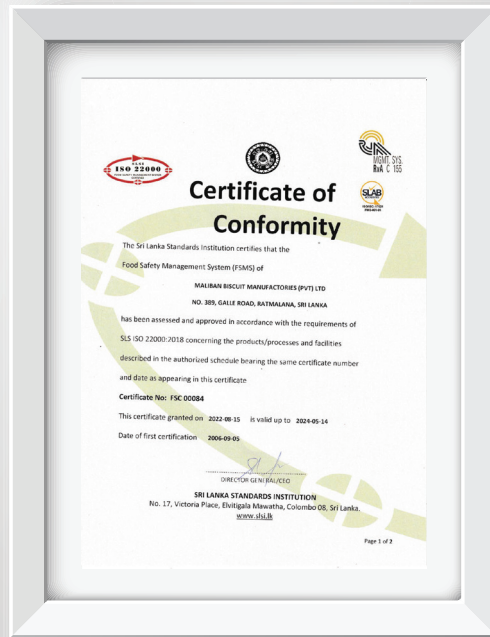 SLSI
ISO 22000
MGMT. SYS.
RvA C 155
SLAB
Certificate of
Conformity
The Sri Lanka Standards Institution certifies that the
Food Safety Management System (FSMS) of
MALIBAN BISCUIT MANUFACTORIES (PVT) LTD
NO. 389, GALLE ROAD, RATMALANA, SRI LANKA
has been assessed and approved in accordance with the requirements of
SLS ISO 22000:2018 concerning the products/processes and facilities
described in the authorized schedule bearing the same certificate number
and date as appearing in this certificate
Certificate No: FSC 00084
This certificate granted on 2022-08-15 is valid up to 2024-05-14
Date of first certification 2006-09-05
DIRECTOR GENERAL/CEO
SRI LANKA STANDARDS INSTITUTION
No. 17, Victoria Place, Elvitigala Mawatha, Colombo 08, Sri Lanka.
www.slsi.lk
Page 1 of 2